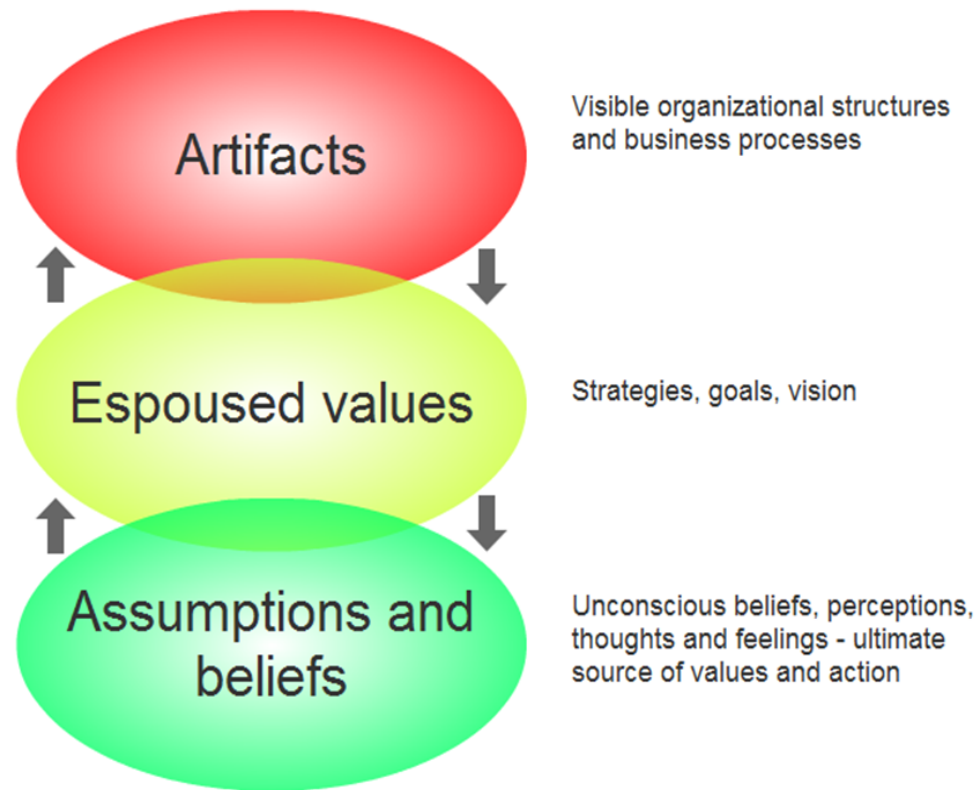 Artifacts
Visible organizational structures
and business processes
Espoused values
Strategies, goals, vision
Assumptions and
beliefs
Unconscious beliefs, perceptions,
thoughts and feelings - ultimate
source of values and action